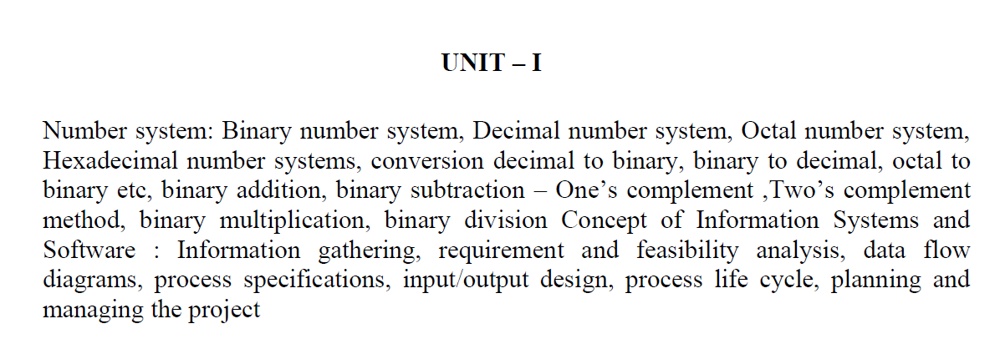 UNIT – I
Number system: Binary number system, Decimal number system, Octal number system,
Hexadecimal number systems, conversion decimal to binary, binary to decimal, octal to
binary etc, binary addition, binary subtraction – One’s complement ,Two’s complement
method, binary multiplication, binary division Concept of Information Systems and
Software : Information gathering, requirement and feasibility analysis, data flow
diagrams, process specifications, input/output design, process life cycle, planning and
managing the project